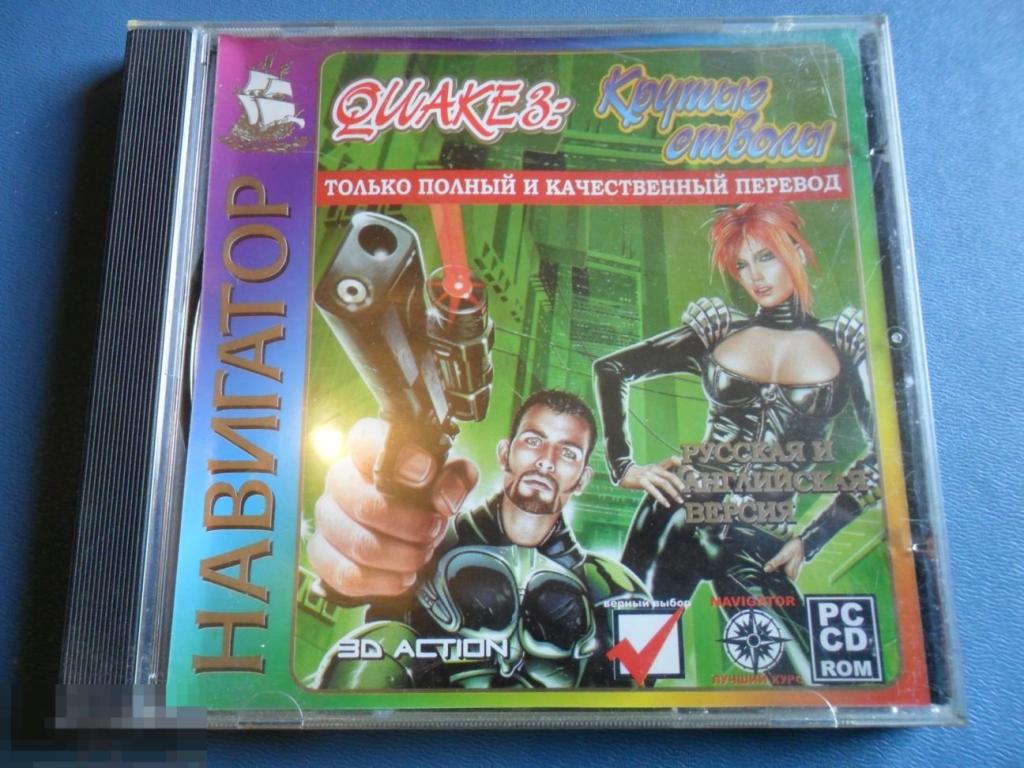 QUAKE 3: Крутые
стволы
ТОЛЬКО ПОЛНЫЙ И КАЧЕСТВЕННЫЙ ПЕРЕВОД
НАВИГАТОР
РУССКАЯ И
АНГЛИЙСКАЯ
ВЕРСИЯ
3D ACTION
верный выбор
NAVIGATOR
ЛУЧШИЙ КУРС
PC
CD
ROM